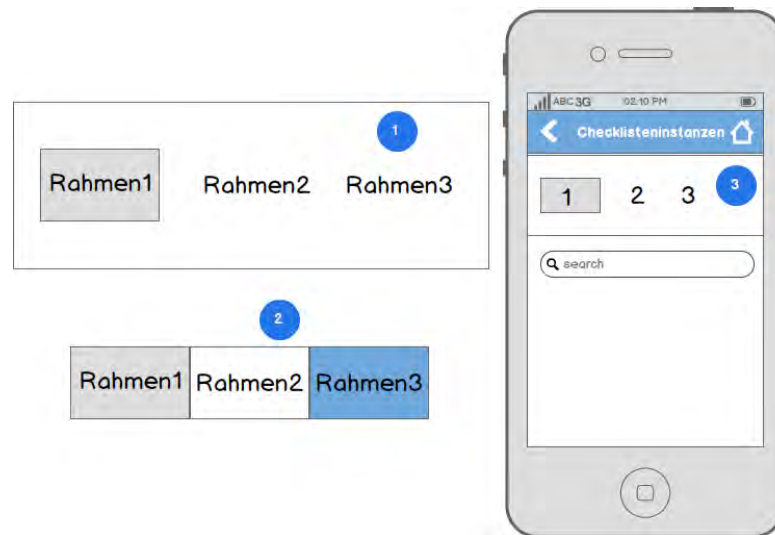 1
Rahmen1 Rahmen2 Rahmen3
2
Rahmen1 Rahmen2 Rahmen3
ABC 3G 02:10 PM
Checklisteninstanzen
1 2 3
3
search